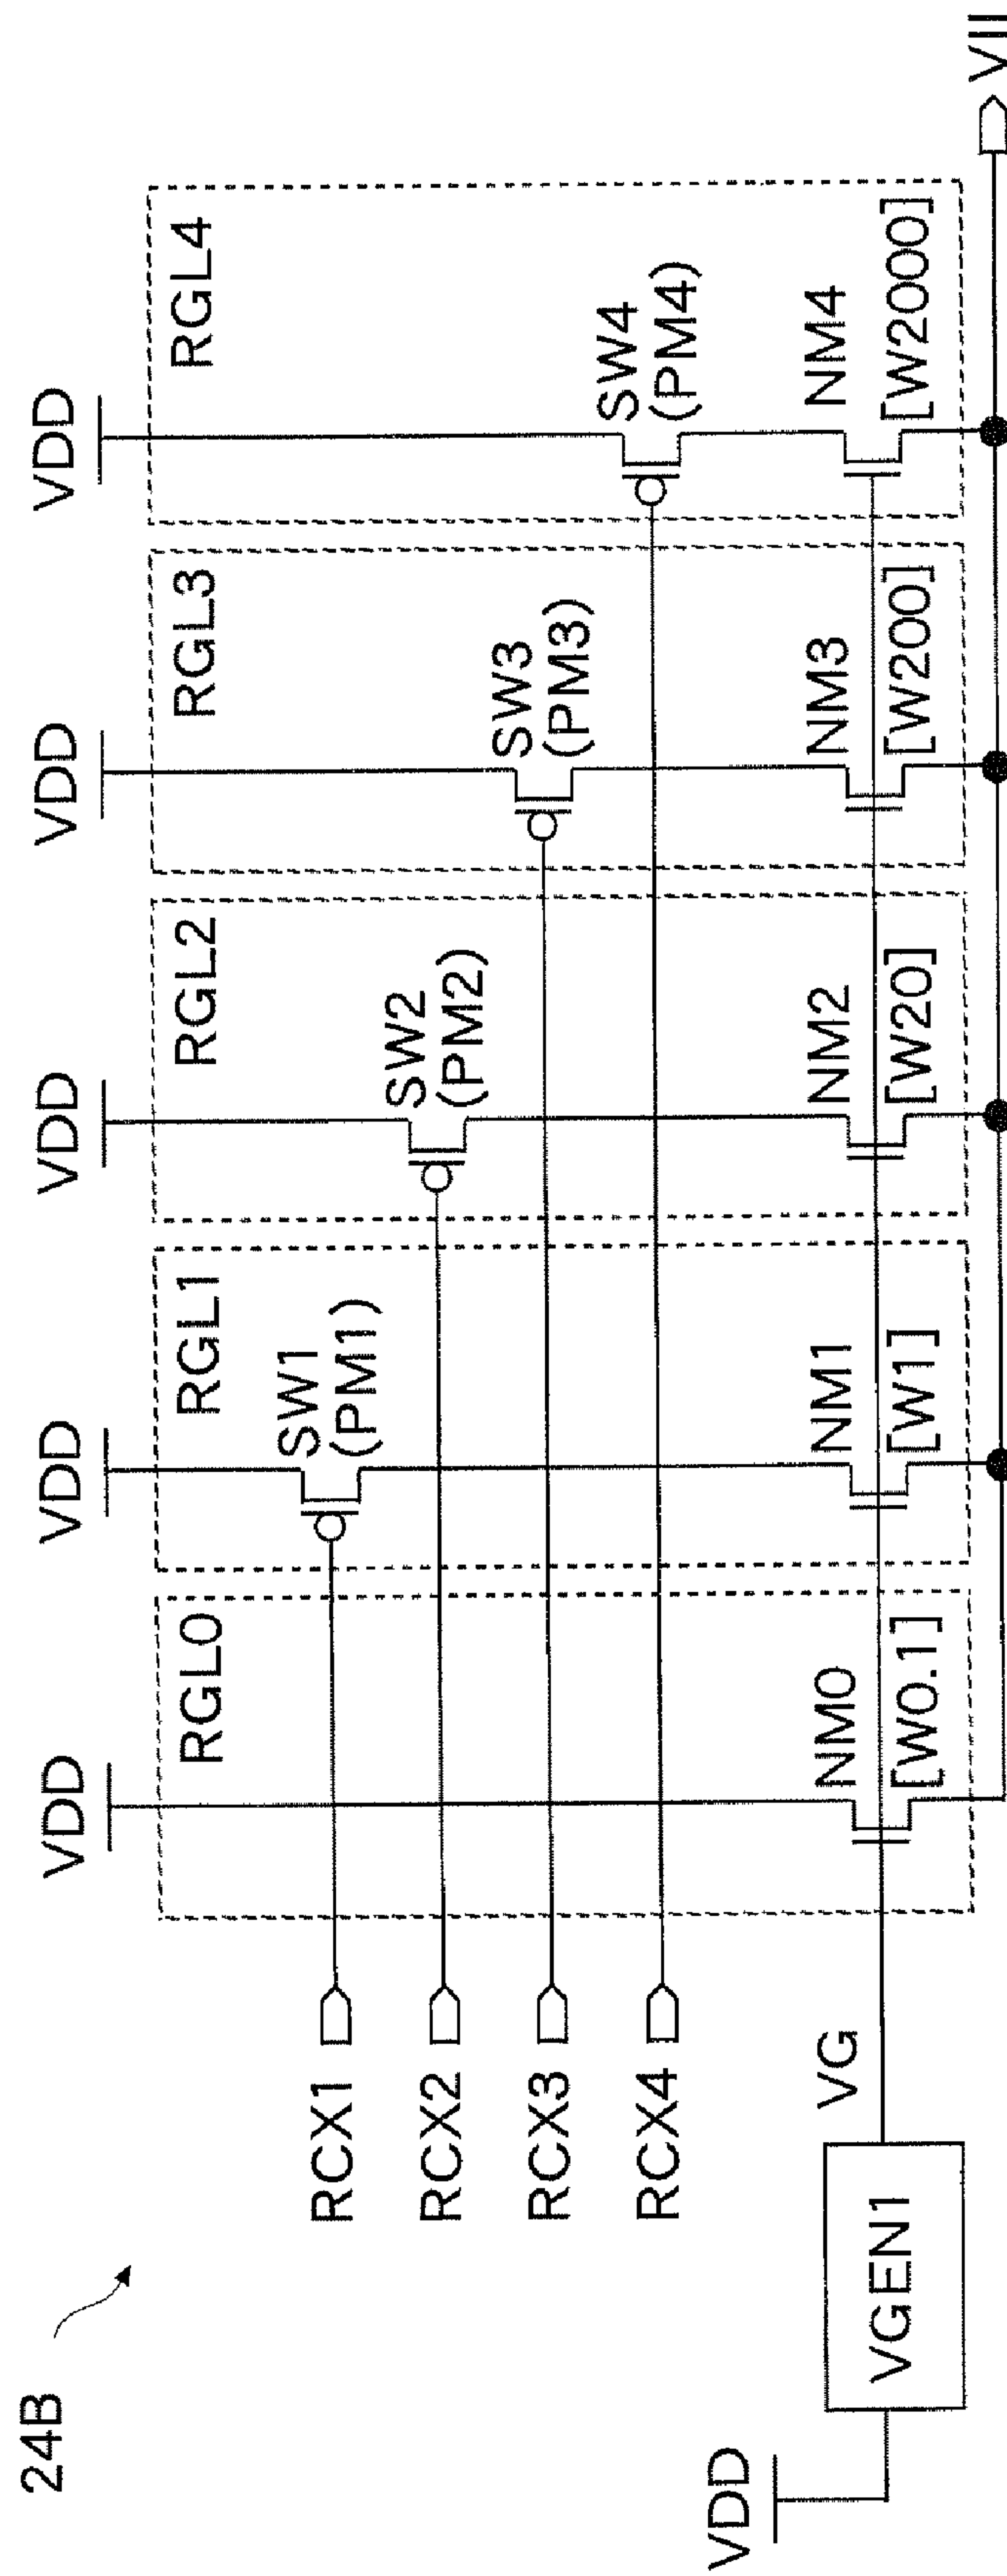 24B
VDD
VDD
VDD
VDD
VDD
RGL0
RGL1
RGL2
RGL3
RGL4
RCX1
SW1
(PM1)
RCX2
SW2
(PM2)
RCX3
SW3
(PM3)
RCX4
SW4
(PM4)
VDD
VGEN1
VG
NM0
[W0.1]
NM1
[W1]
NM2
[W20]
NM3
[W200]
NM4
[W2000]
VII